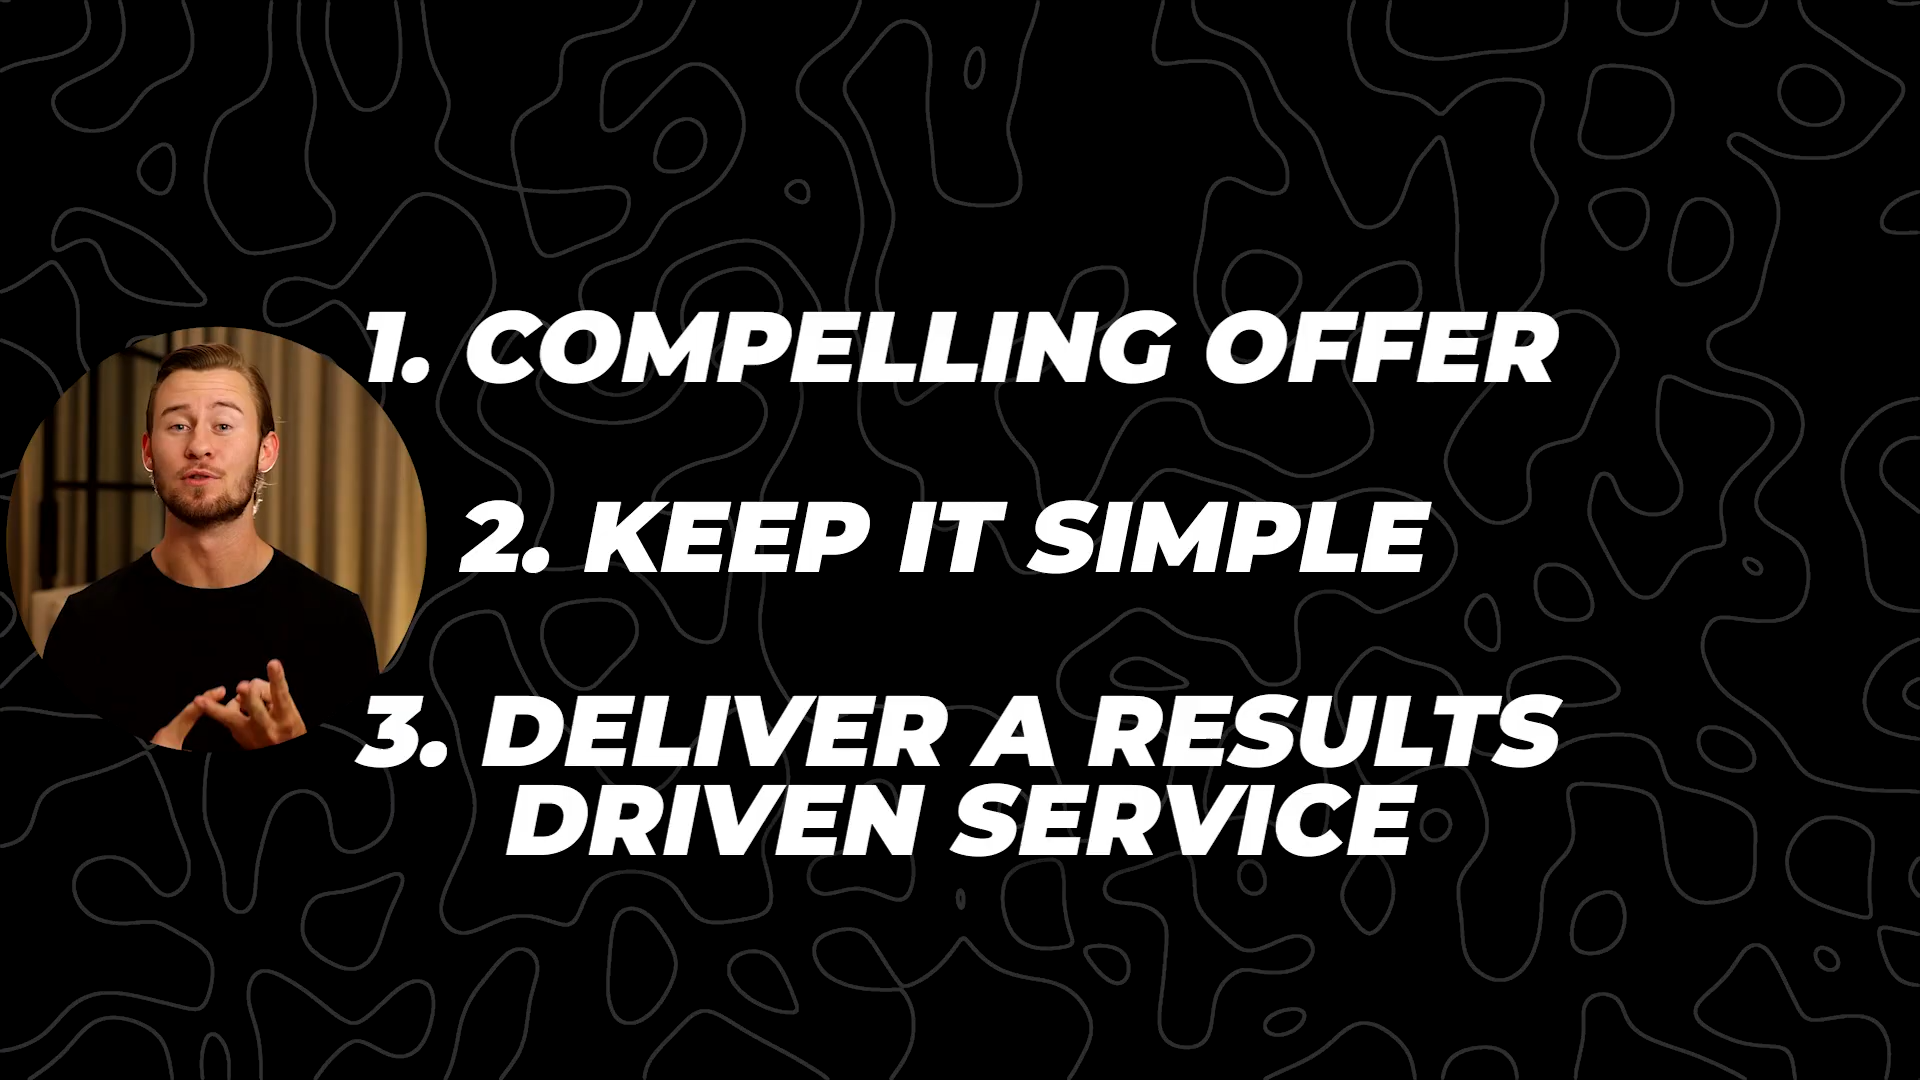 1. COMPELLING OFFER
2. KEEP IT SIMPLE
3. DELIVER A RESULTS
DRIVEN SERVICE